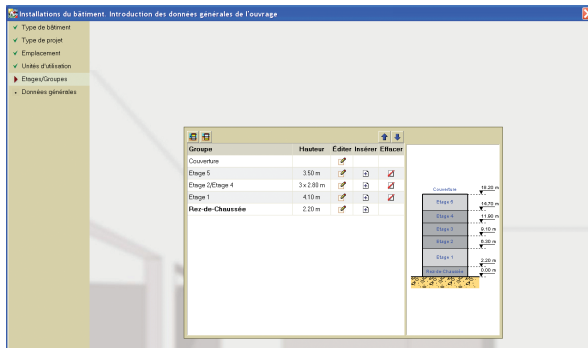 Installations du bâtiment. Introduction des données générales de l'ouvrage
Type de bâtiment
Type de projet
Emplacement
Unités d'utilisation
Etages/Groupes
Données générales
Groupe Hauteur Éditer Insérer Effacer
Couverture
Etage 5 3.50 m
Etage 2/Etage 4 3 x 2.80 m
Etage 1 4.10 m
Rez-de-Chaussée 2.20 m
Couverture 18.20 m
Etage 5 14.70 m
Etage 4 11.90 m
Etage 3 9.10 m
Etage 2 6.30 m
Etage 1 2.20 m
Rez-de-Chaussée 0.00 m